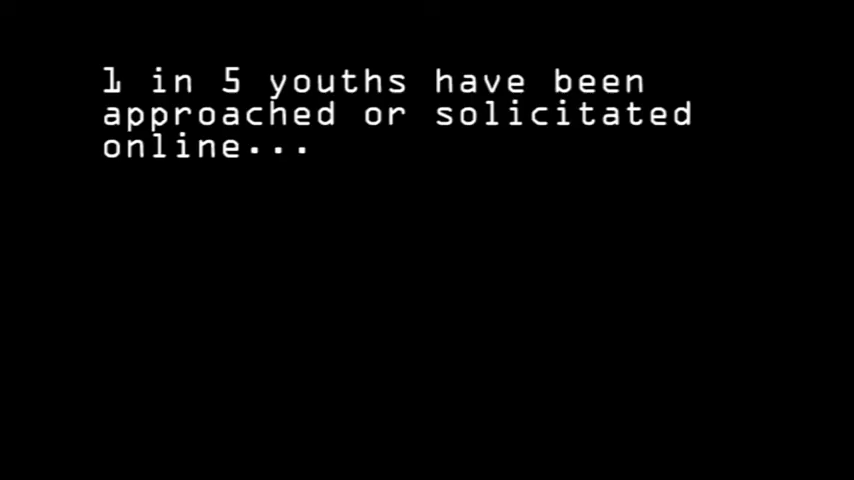 1 in 5 youths have been
approached or solicitated
online...